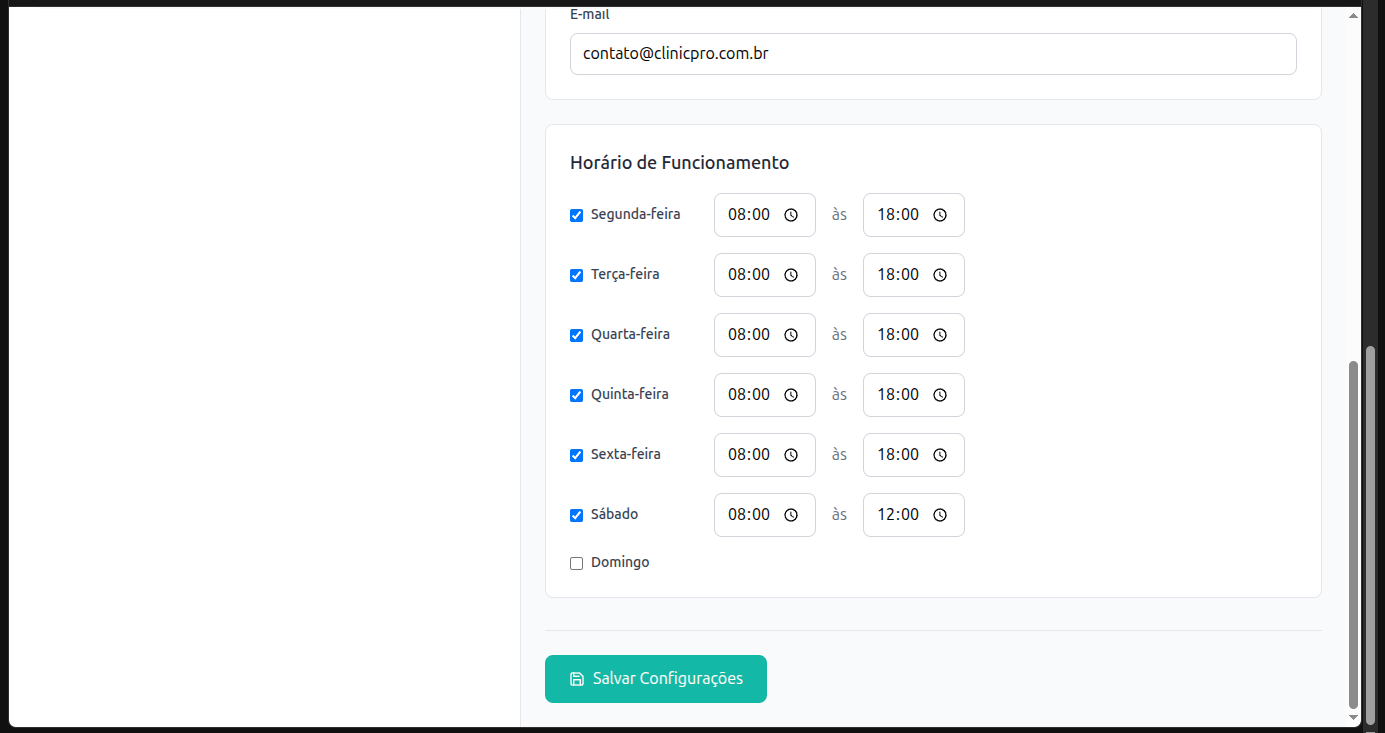 E-mail
contato@clinicpro.com.br
Horário de Funcionamento
Segunda-feira 08:00 às 18:00
Terça-feira 08:00 às 18:00
Quarta-feira 08:00 às 18:00
Quinta-feira 08:00 às 18:00
Sexta-feira 08:00 às 18:00
Sábado 08:00 às 12:00
Domingo
Salvar Configurações